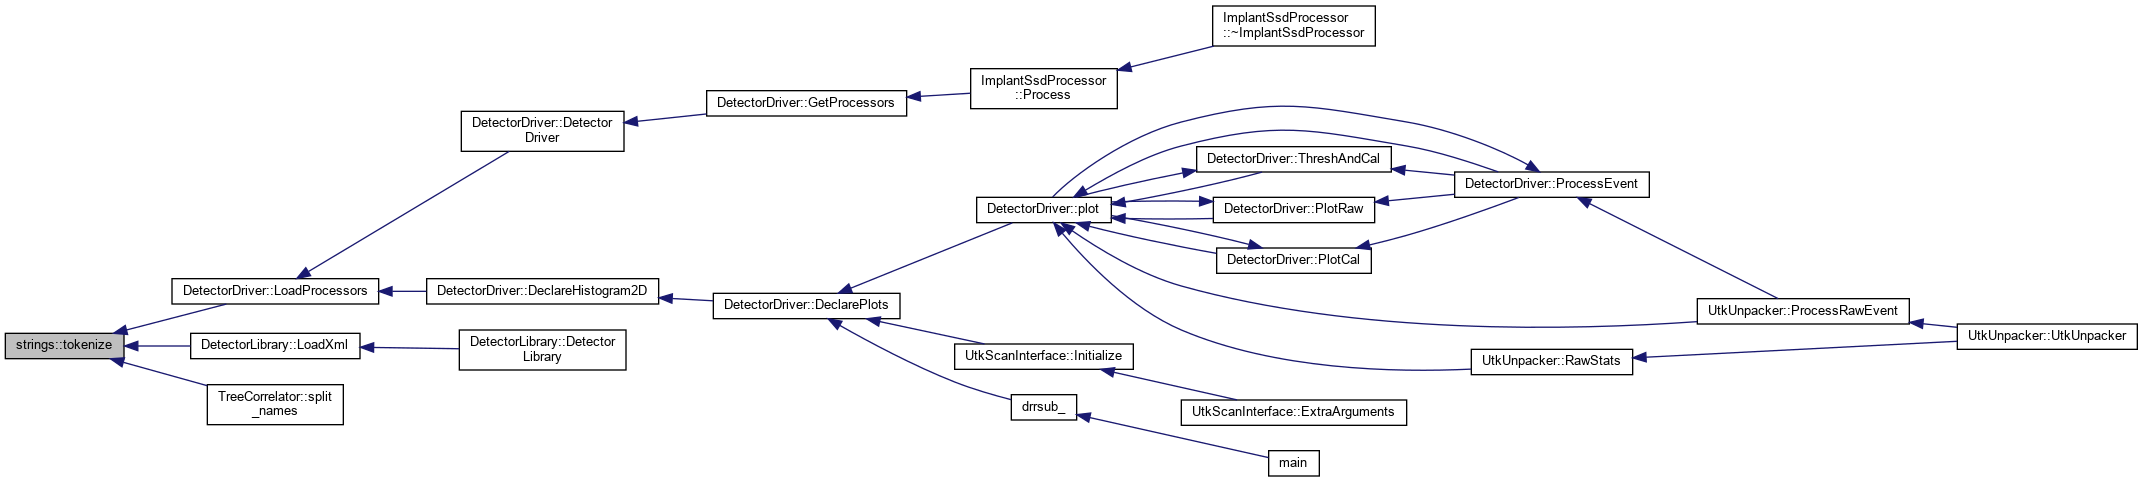 ImplantSsdProcessor
::~ImplantSsdProcessor
ImplantSsdProcessor
::Process
DetectorDriver::GetProcessors
DetectorDriver::Detector
Driver
DetectorDriver::ThreshAndCal
DetectorDriver::ProcessEvent
DetectorDriver::plot
DetectorDriver::PlotRaw
DetectorDriver::PlotCal
DetectorDriver::LoadProcessors
DetectorDriver::DeclareHistogram2D
DetectorDriver::DeclarePlots
UtkUnpacker::ProcessRawEvent
UtkUnpacker::UtkUnpacker
strings::tokenize
DetectorLibrary::LoadXml
DetectorLibrary::Detector
Library
UtkScanInterface::Initialize
UtkUnpacker::RawStats
TreeCorrelator::split
_names
drrsub_
UtkScanInterface::ExtraArguments
main